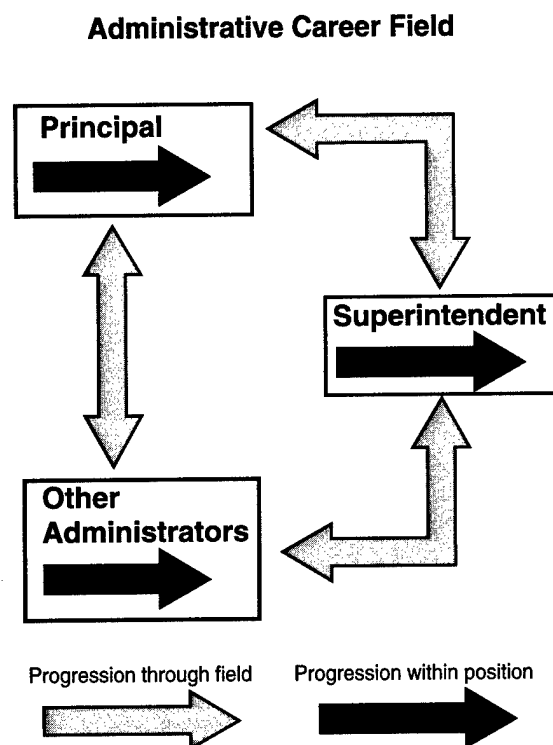 Administrative Career Field
Principal
Superintendent
Other
Administrators
Progression through field
Progression within position